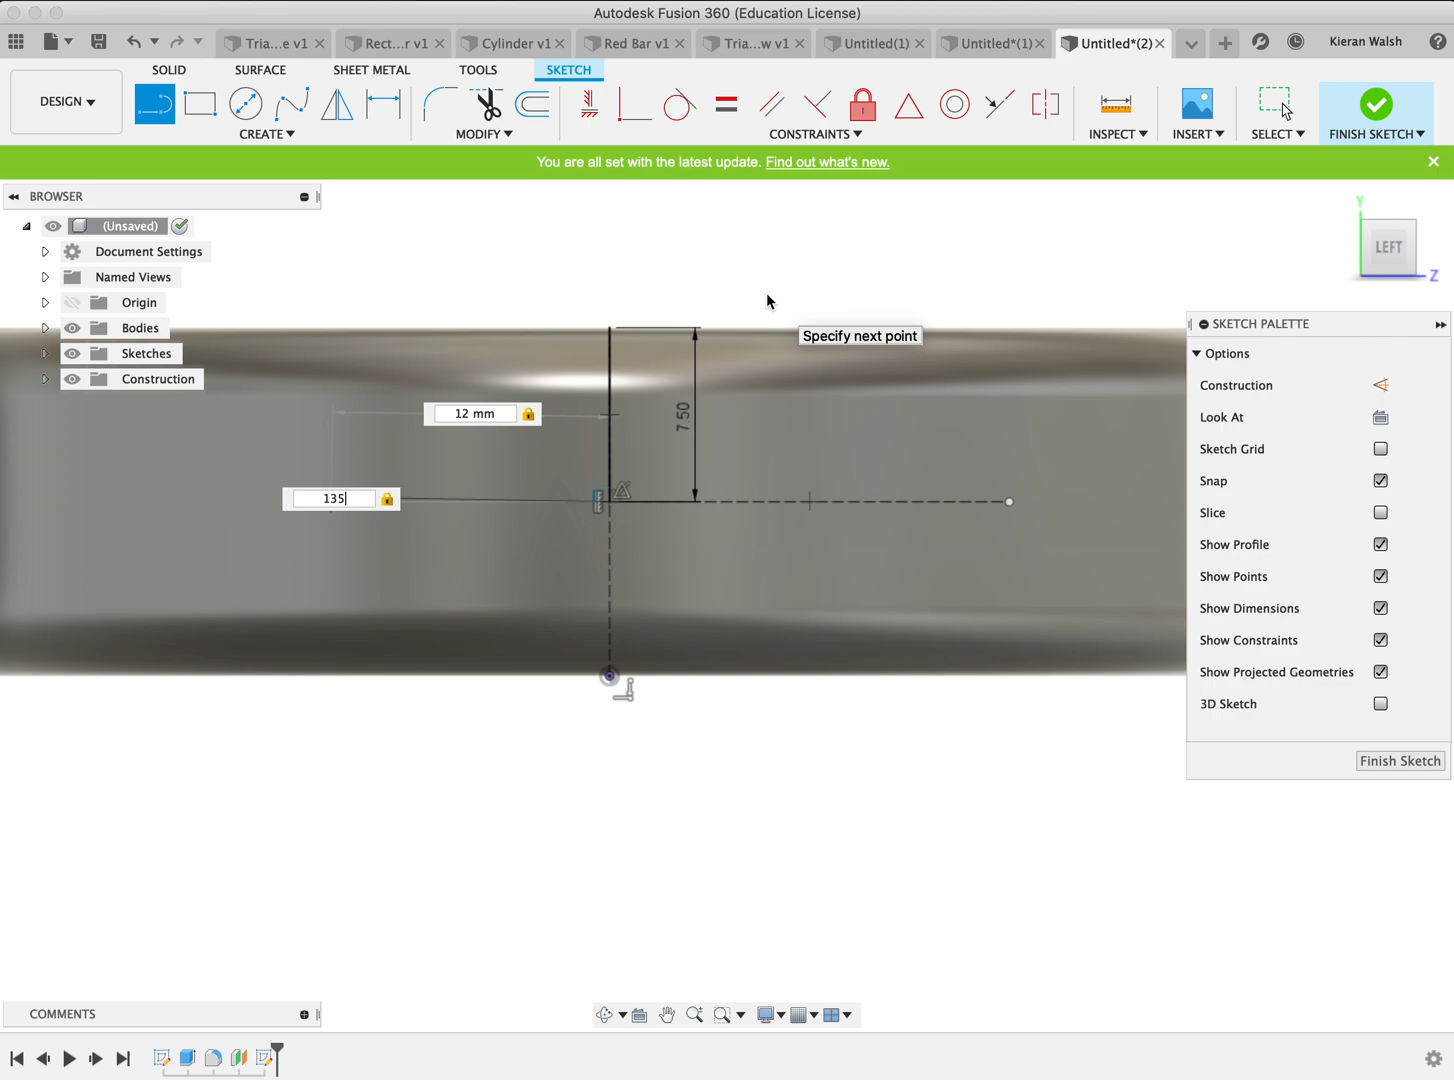 Autodesk Fusion 360 (Education License)
Tria...e v1 Rect...r v1 Cylinder v1 Red Bar v1 Tria...w v1 Untitled(1) Untitled*(1) Untitled*(2) Kieran Walsh
SOLID SURFACE SHEET METAL TOOLS SKETCH
DESIGN
CREATE MODIFY CONSTRAINTS INSPECT INSERT SELECT FINISH SKETCH
You are all set with the latest update. Find out what's new.
BROWSER
(Unsaved)
Document Settings
Named Views
Origin
Bodies
Sketches
Construction
Y
LEFT
Z
Specify next point
12 mm
7.50
135
SKETCH PALETTE
Options
Construction
Look At
Sketch Grid
Snap
Slice
Show Profile
Show Points
Show Dimensions
Show Constraints
Show Projected Geometries
3D Sketch
Finish Sketch
COMMENTS